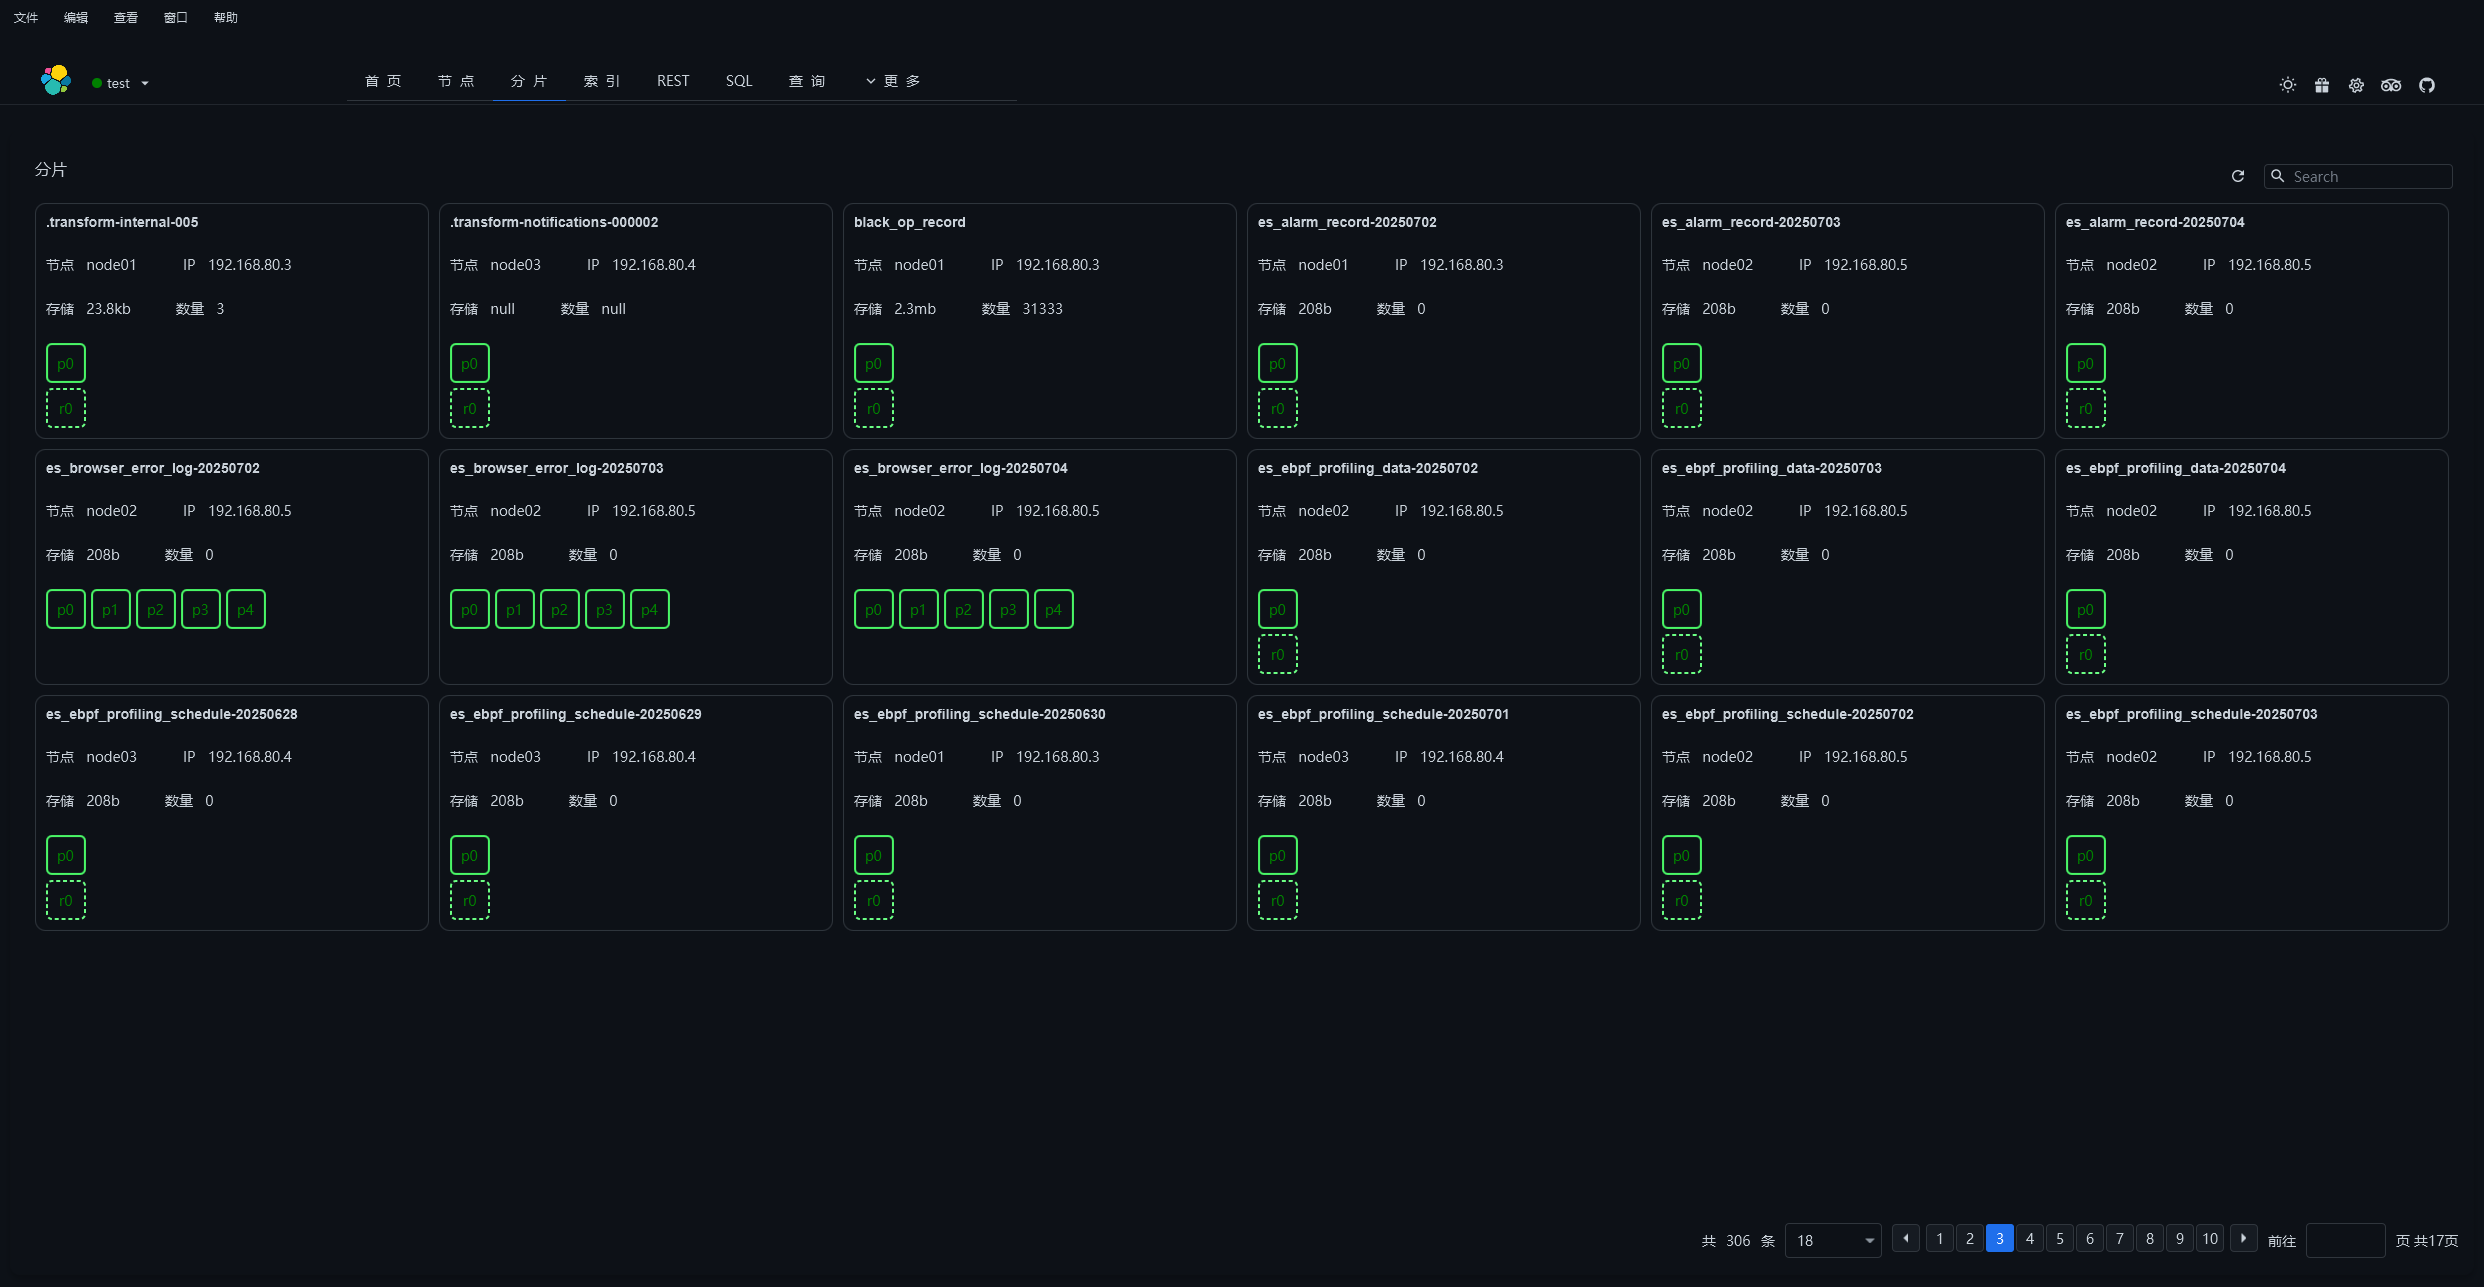 文件 编辑 查看 窗口 帮助
test 首 页 节 点 分 片 索 引 REST SQL 查 询 更 多
分片
Search
.transform-internal-005 .transform-notifications-000002 black_op_record es_alarm_record-20250702 es_alarm_record-20250703 es_alarm_record-20250704
节点 node01 IP 192.168.80.3 节点 node03 IP 192.168.80.4 节点 node01 IP 192.168.80.3 节点 node01 IP 192.168.80.3 节点 node02 IP 192.168.80.5 节点 node02 IP 192.168.80.5
存储 23.8kb 数量 3 存储 null 数量 null 存储 2.3mb 数量 31333 存储 208b 数量 0 存储 208b 数量 0 存储 208b 数量 0
p0 p0 p0 p0 p0 p0
r0 r0 r0 r0 r0 r0
es_browser_error_log-20250702 es_browser_error_log-20250703 es_browser_error_log-20250704 es_ebpf_profiling_data-20250702 es_ebpf_profiling_data-20250703 es_ebpf_profiling_data-20250704
节点 node02 IP 192.168.80.5 节点 node02 IP 192.168.80.5 节点 node02 IP 192.168.80.5 节点 node02 IP 192.168.80.5 节点 node02 IP 192.168.80.5 节点 node02 IP 192.168.80.5
存储 208b 数量 0 存储 208b 数量 0 存储 208b 数量 0 存储 208b 数量 0 存储 208b 数量 0 存储 208b 数量 0
p0 p1 p2 p3 p4 p0 p1 p2 p3 p4 p0 p1 p2 p3 p4 p0 p0 p0
r0 r0 r0
es_ebpf_profiling_schedule-20250628 es_ebpf_profiling_schedule-20250629 es_ebpf_profiling_schedule-20250630 es_ebpf_profiling_schedule-20250701 es_ebpf_profiling_schedule-20250702 es_ebpf_profiling_schedule-20250703
节点 node03 IP 192.168.80.4 节点 node03 IP 192.168.80.4 节点 node01 IP 192.168.80.3 节点 node03 IP 192.168.80.4 节点 node02 IP 192.168.80.5 节点 node02 IP 192.168.80.5
存储 208b 数量 0 存储 208b 数量 0 存储 208b 数量 0 存储 208b 数量 0 存储 208b 数量 0 存储 208b 数量 0
p0 p0 p0 p0 p0 p0
r0 r0 r0 r0 r0 r0
共 306 条 18 1 2 3 4 5 6 7 8 9 10 前往 页 共17页